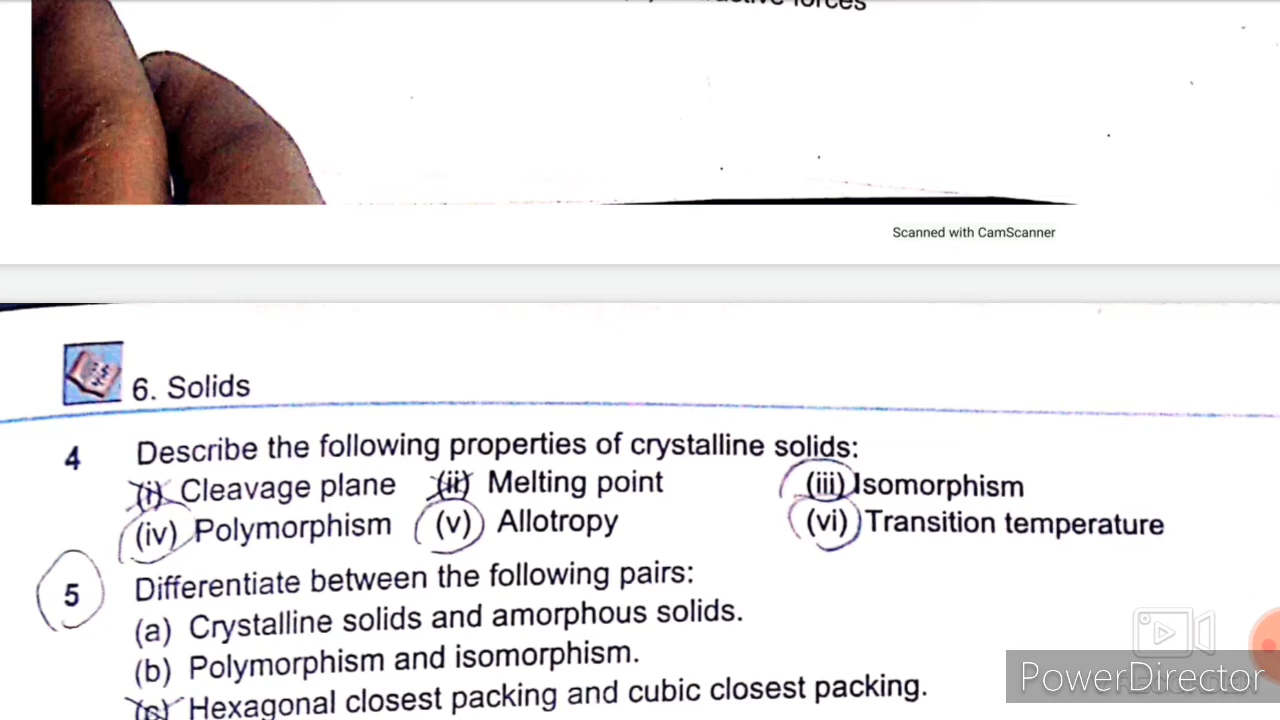 forces
Scanned with CamScanner
6. Solids
4 Describe the following properties of crystalline solids:
(i) Cleavage plane (ii) Melting point (iii) Isomorphism
(iv) Polymorphism (v) Allotropy (vi) Transition temperature
5 Differentiate between the following pairs:
(a) Crystalline solids and amorphous solids.
(b) Polymorphism and isomorphism.
(c) Hexagonal closest packing and cubic closest packing.
PowerDirector